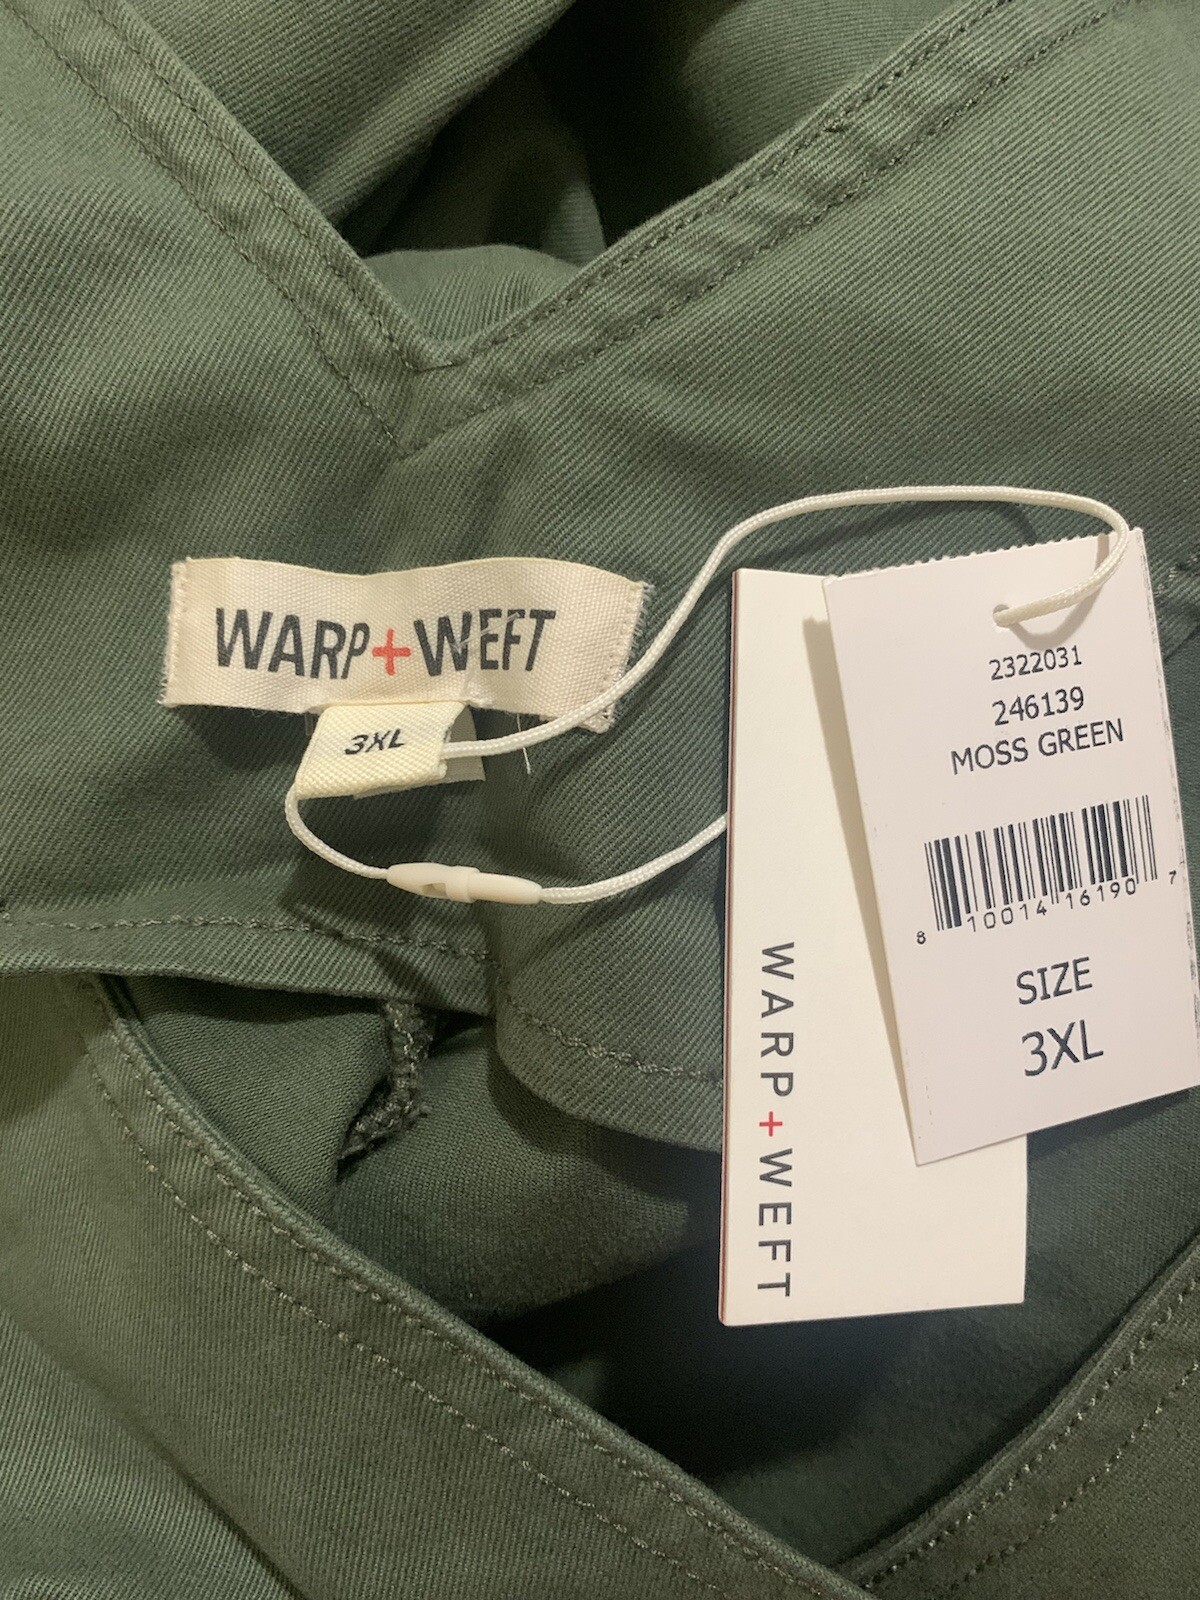 WARP+WEFT
3XL
2322031
246139
MOSS GREEN
8 10014 16190 7
SIZE
3XL
WARP+WEFT